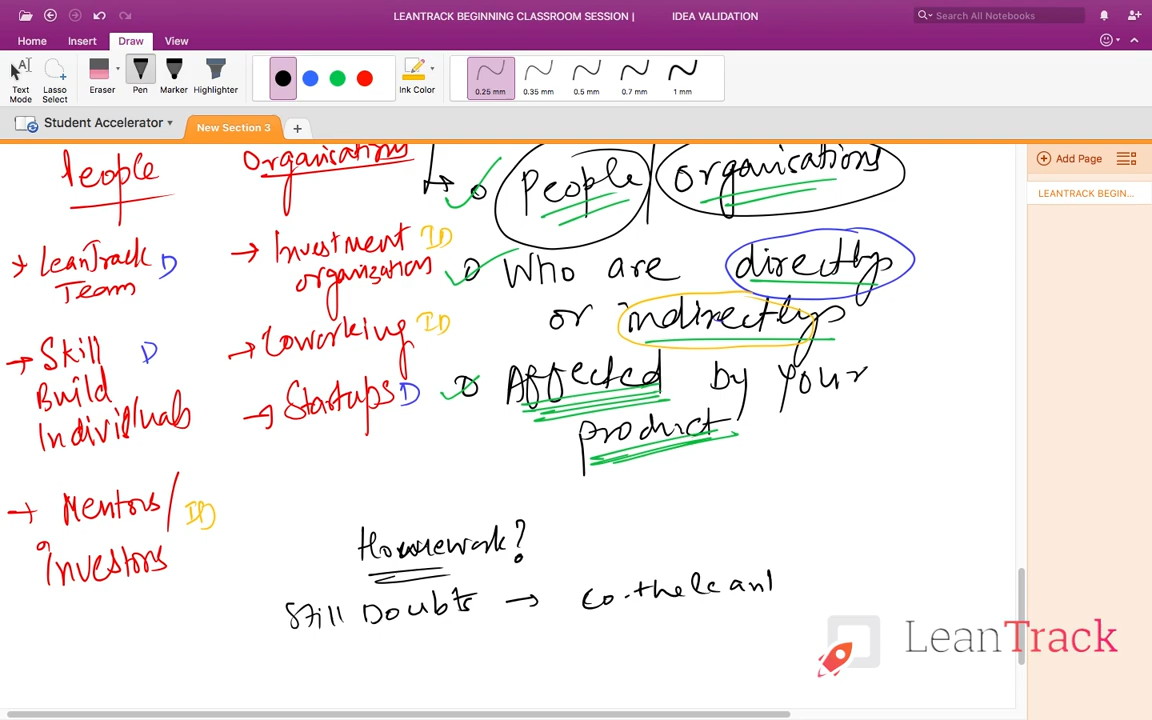 LEANTRACK BEGINNING CLASSROOM SESSION | IDEA VALIDATION
Search All Notebooks
Home Insert Draw View
Text Mode
Lasso Select
Eraser
Pen
Marker
Highlighter
Ink Color
0.25 mm 0.35 mm 0.5 mm 0.7 mm 1 mm
Student Accelerator
New Section 3
+
Add Page
LEANTRACK BEGIN...
People
→ LeanTrack D
Team
→ Skill D
Build
Individuals
→ Mentors/ ID
Investors
Organisations
→ Investment ID
organization
→ Coworking ID
→ Startups D
People | organisations
Who are directly
or indirectly
Affected by your
product
Homework?
Still Doubts → co-thelean
LeanTrack